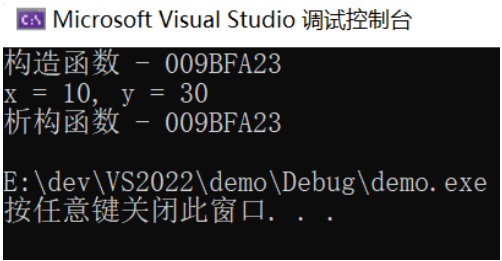 Microsoft Visual Studio 调试控制台
构造函数 - 009BFA23
x = 10, y = 30
析构函数 - 009BFA23
E:\dev\VS2022\demo\Debug\demo.exe
按任意键关闭此窗口. . .